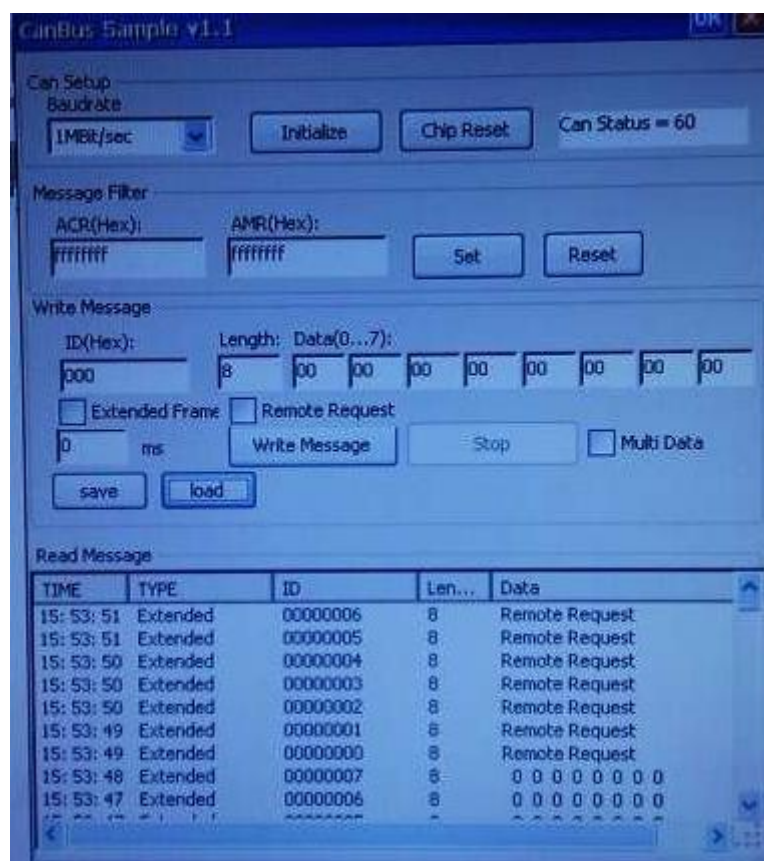 CanBus Sample v1.1 OK
Can Setup
Baudrate
1MBit/sec Initialize Chip Reset Can Status = 60
Message Filter
ACR(Hex): AMR(Hex):
ffffffff ffffffff Set Reset
Write Message
ID(Hex): Length: Data(0...7):
000 8 00 00 00 00 00 00 00 00
Extended Frame Remote Request
0 ms Write Message Stop Multi Data
save load
Read Message
TIME TYPE ID Len... Data
15: 53: 51 Extended 00000006 8 Remote Request
15: 53: 51 Extended 00000005 8 Remote Request
15: 53: 50 Extended 00000004 8 Remote Request
15: 53: 50 Extended 00000003 8 Remote Request
15: 53: 50 Extended 00000002 8 Remote Request
15: 53: 49 Extended 00000001 8 Remote Request
15: 53: 49 Extended 00000000 8 Remote Request
15: 53: 48 Extended 00000007 8 0 0 0 0 0 0 0 0
15: 53: 47 Extended 00000006 8 0 0 0 0 0 0 0 0